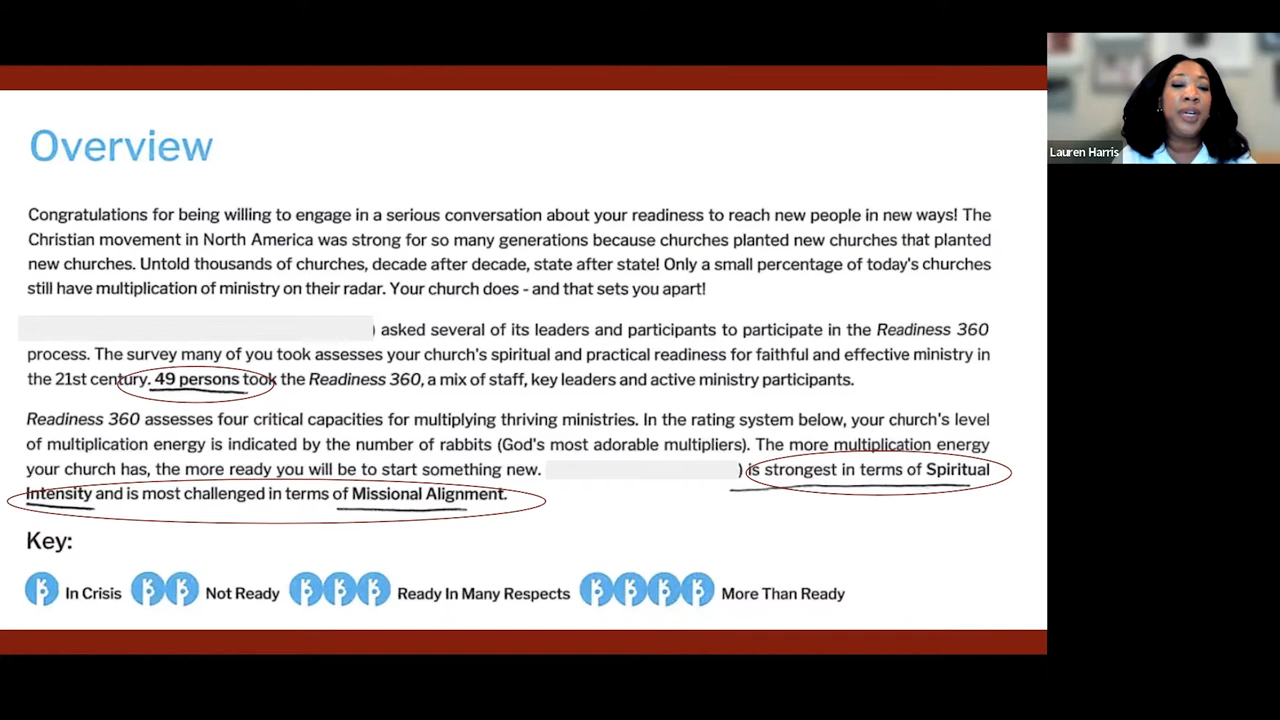 Overview
Congratulations for being willing to engage in a serious conversation about your readiness to reach new people in new ways! The
Christian movement in North America was strong for so many generations because churches planted new churches that planted
new churches. Untold thousands of churches, decade after decade, state after state! Only a small percentage of today's churches
still have multiplication of ministry on their radar. Your church does - and that sets you apart!
) asked several of its leaders and participants to participate in the Readiness 360
process. The survey many of you took assesses your church's spiritual and practical readiness for faithful and effective ministry in
the 21st century. 49 persons took the Readiness 360, a mix of staff, key leaders and active ministry participants.
Readiness 360 assesses four critical capacities for multiplying thriving ministries. In the rating system below, your church's level
of multiplication energy is indicated by the number of rabbits (God's most adorable multipliers). The more multiplication energy
your church has, the more ready you will be to start something new. ) is strongest in terms of Spiritual
Intensity and is most challenged in terms of Missional Alignment.
Key:
In Crisis Not Ready Ready In Many Respects More Than Ready
Lauren Harris